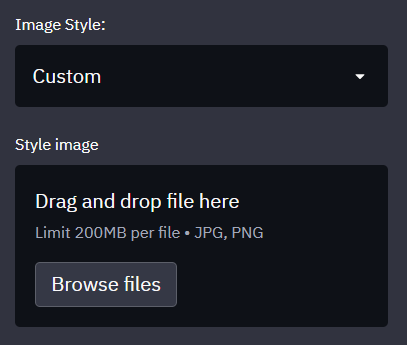 Image Style:
Custom
Style image
Drag and drop file here
Limit 200MB per file • JPG, PNG
Browse files